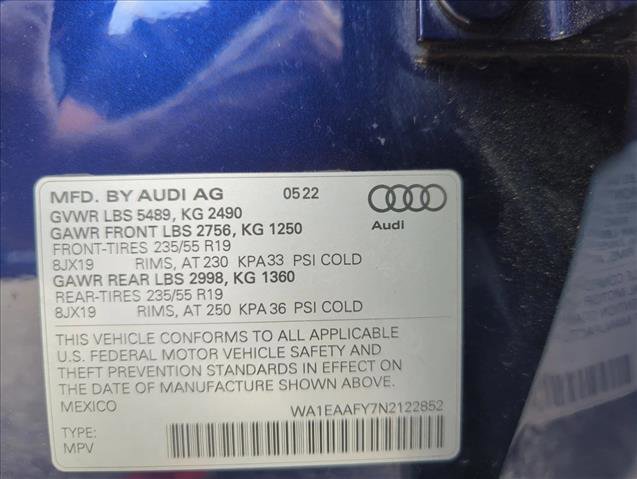 MFD. BY AUDI AG 05 22
GVWR LBS 5489, KG 2490
GAWR FRONT LBS 2756, KG 1250
FRONT-TIRES 235/55 R19
8JX19 RIMS, AT 230 KPA33 PSI COLD
GAWR REAR LBS 2998, KG 1360
REAR-TIRES 235/55 R19
8JX19 RIMS, AT 250 KPA 36 PSI COLD
Audi
THIS VEHICLE CONFORMS TO ALL APPLICABLE
U.S. FEDERAL MOTOR VEHICLE SAFETY AND
THEFT PREVENTION STANDARDS IN EFFECT ON
THE DATE OF MANUFACTURE SHOWN ABOVE.
MEXICO WA1EAAFY7N2122852
TYPE:
MPV